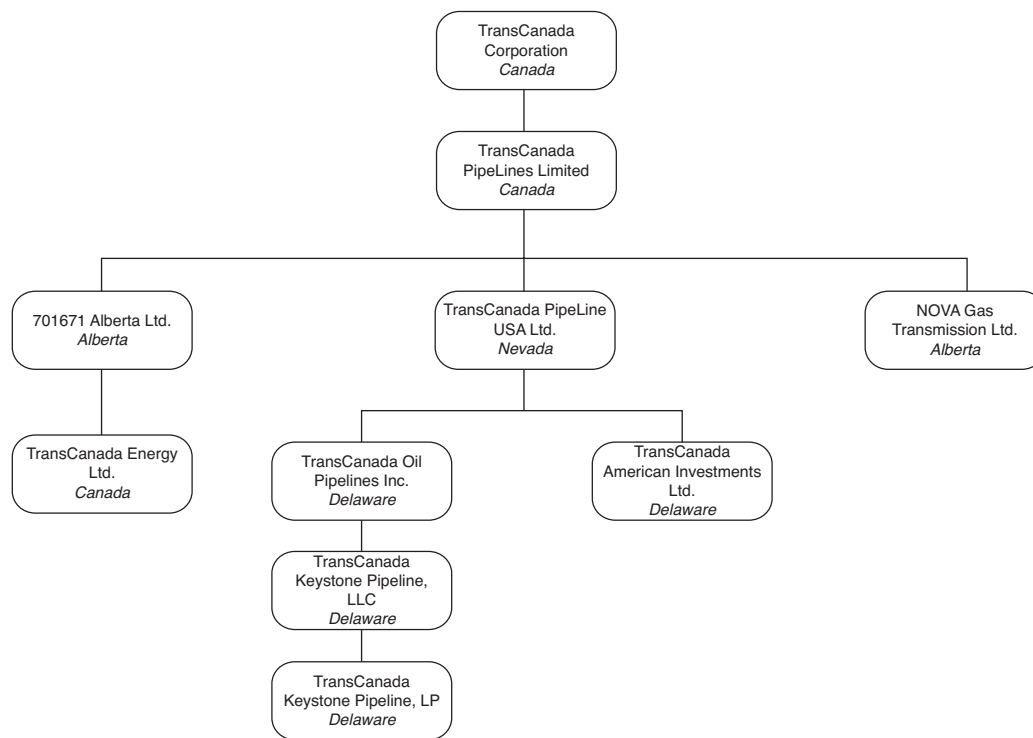 TransCanada
Corporation
Canada
TransCanada
PipeLines Limited
Canada
701671 Alberta Ltd.
Alberta
TransCanada PipeLine
USA Ltd.
Nevada
NOVA Gas
Transmission Ltd.
Alberta
TransCanada Energy
Ltd.
Canada
TransCanada Oil
Pipelines Inc.
Delaware
TransCanada
American Investments
Ltd.
Delaware
TransCanada
Keystone Pipeline,
LLC
Delaware
TransCanada
Keystone Pipeline, LP
Delaware